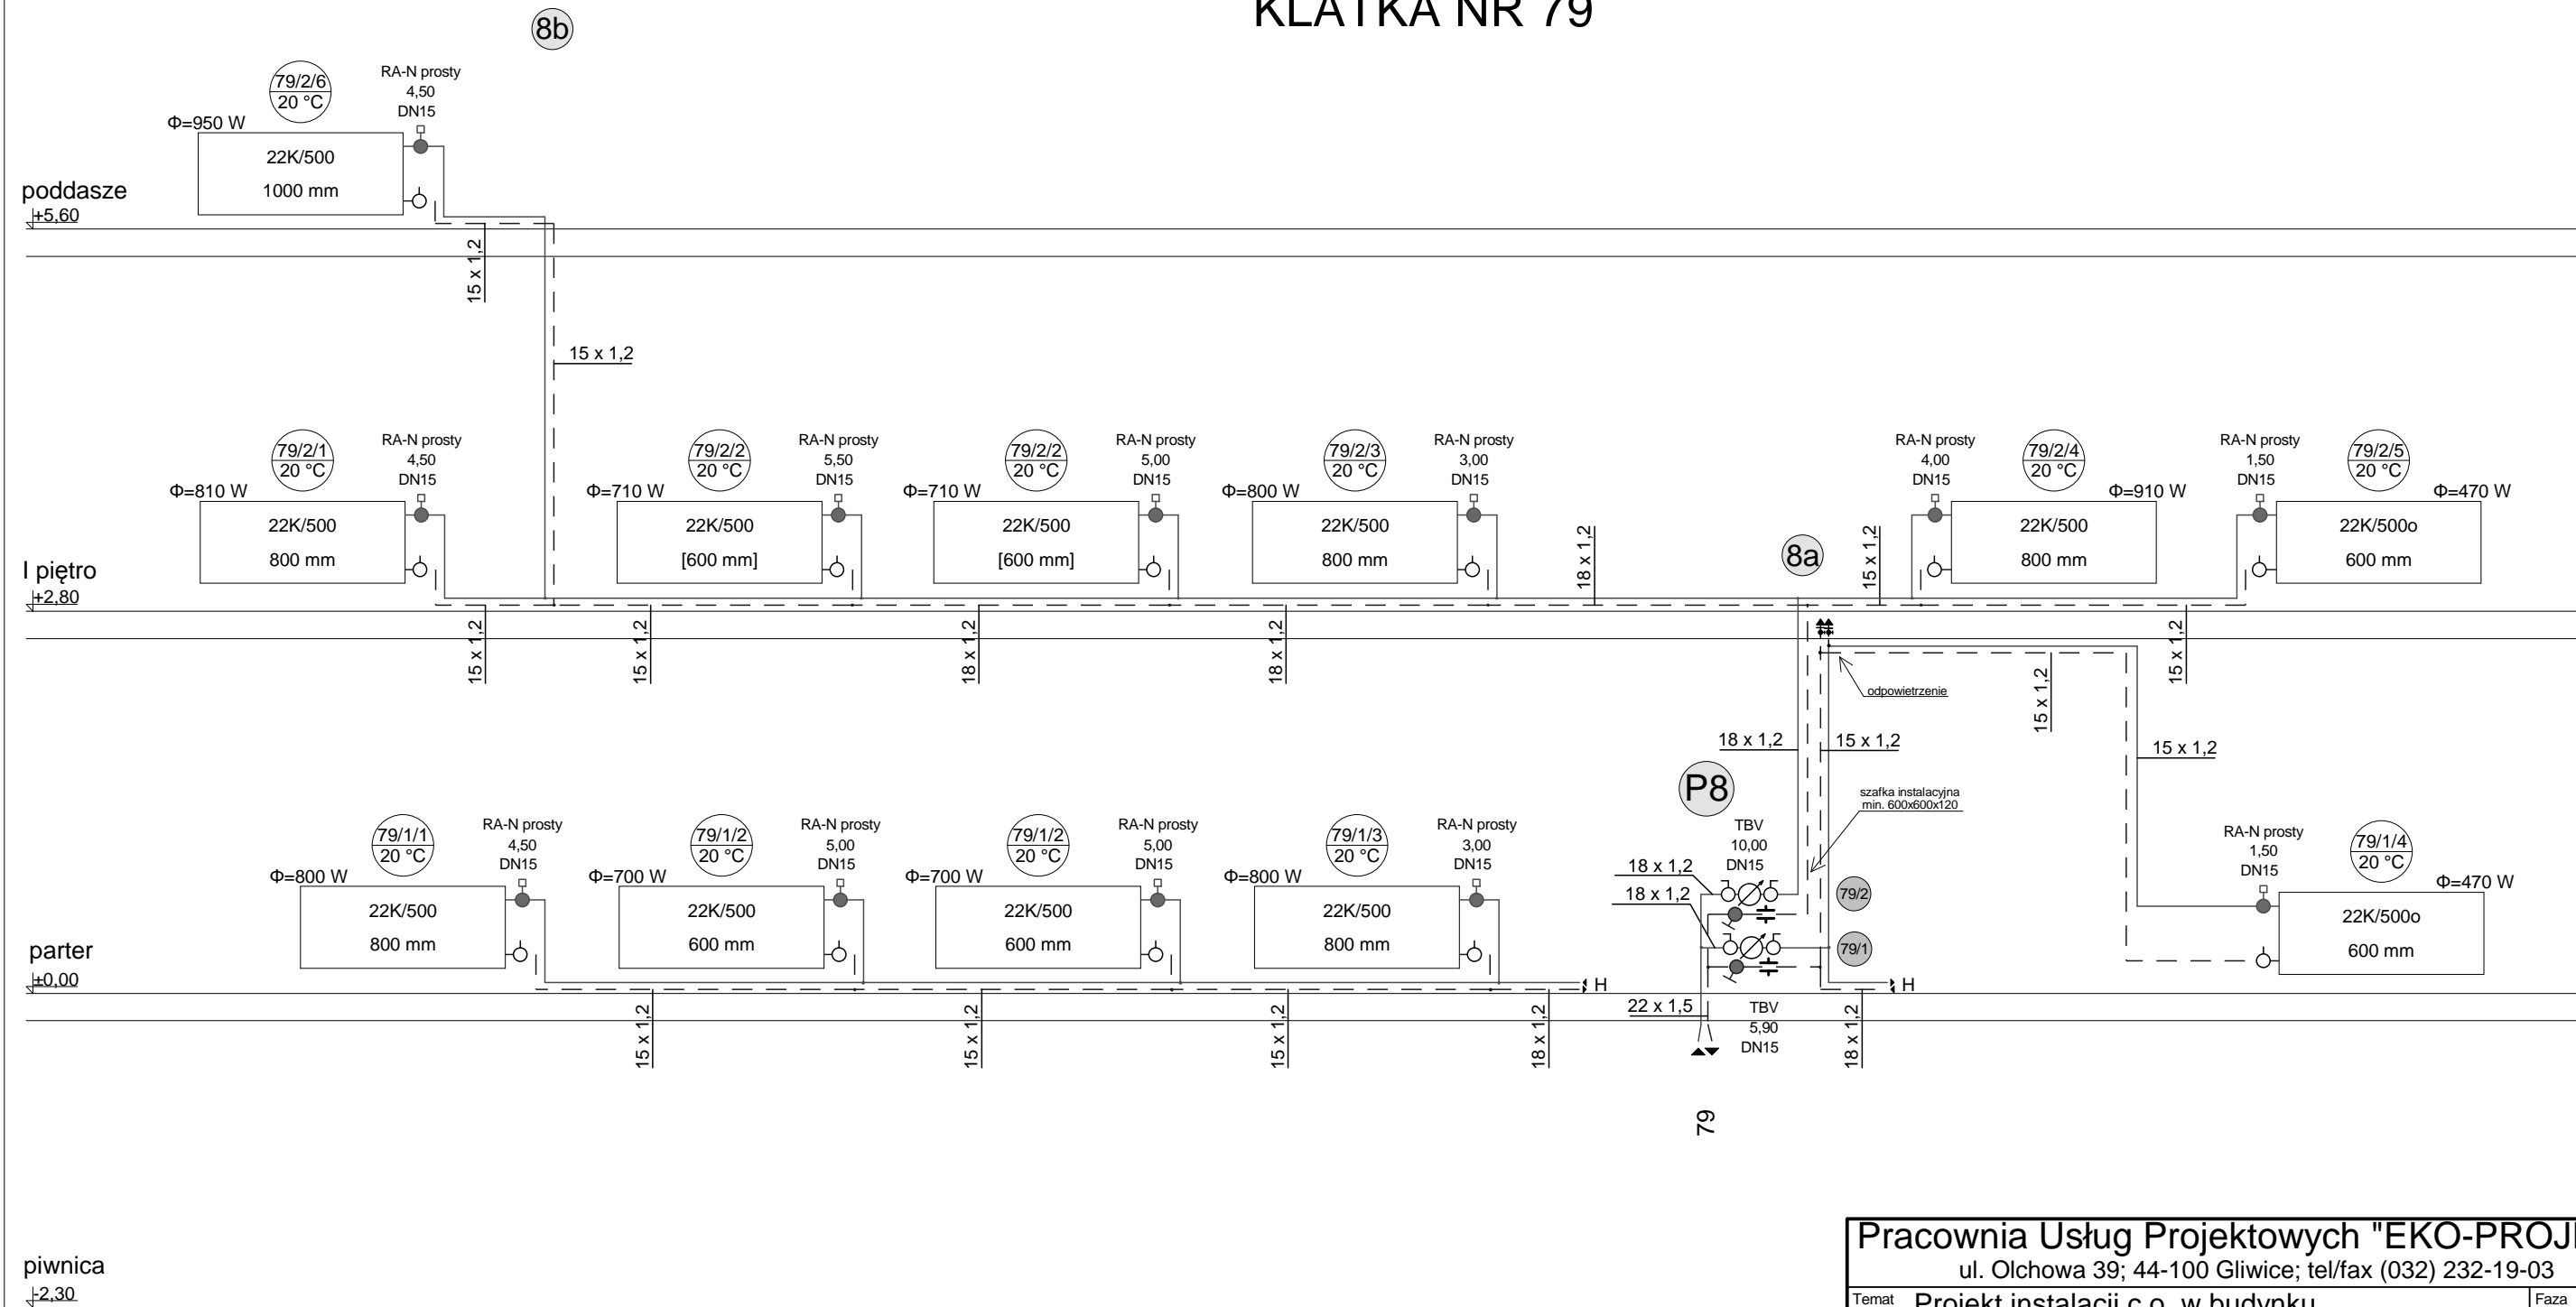 KLATKA NR 79
8b
79/2/6
20 °C
RA-N prosty
4,50
DN15
Φ=950 W
22K/500
1000 mm
poddasze
+5,60
15 x 1,2
15 x 1,2
79/2/1
20 °C
RA-N prosty
4,50
DN15
Φ=810 W
22K/500
800 mm
79/2/2
20 °C
RA-N prosty
5,50
DN15
Φ=710 W
22K/500
[600 mm]
79/2/2
20 °C
RA-N prosty
5,00
DN15
Φ=710 W
22K/500
[600 mm]
79/2/3
20 °C
RA-N prosty
3,00
DN15
Φ=800 W
22K/500
800 mm
18 x 1,2
8a
15 x 1,2
RA-N prosty
4,00
DN15
79/2/4
20 °C
Φ=910 W
22K/500
800 mm
RA-N prosty
1,50
DN15
79/2/5
20 °C
Φ=470 W
22K/500o
600 mm
I piętro
+2,80
15 x 1,2
15 x 1,2
18 x 1,2
18 x 1,2
15 x 1,2
odpowietrzenie
15 x 1,2
18 x 1,2
15 x 1,2
15 x 1,2
P8
szafka instalacyjna
min. 600x600x120
TBV
10,00
DN15
18 x 1,2
18 x 1,2
79/2
79/1
79/1/1
20 °C
RA-N prosty
4,50
DN15
Φ=800 W
22K/500
800 mm
79/1/2
20 °C
RA-N prosty
5,00
DN15
Φ=700 W
22K/500
600 mm
79/1/2
20 °C
RA-N prosty
5,00
DN15
Φ=700 W
22K/500
600 mm
79/1/3
20 °C
RA-N prosty
3,00
DN15
Φ=800 W
22K/500
800 mm
RA-N prosty
1,50
DN15
79/1/4
20 °C
Φ=470 W
22K/500o
600 mm
parter
±0,00
H
H
15 x 1,2
15 x 1,2
15 x 1,2
18 x 1,2
22 x 1,5
TBV
5,90
DN15
18 x 1,2
79
piwnica
-2,30
Pracownia Usług Projektowych "EKO-PROJ
ul. Olchowa 39; 44-100 Gliwice; tel/fax (032) 232-19-03
Temat Projekt instalacji c.o. w budynku Faza